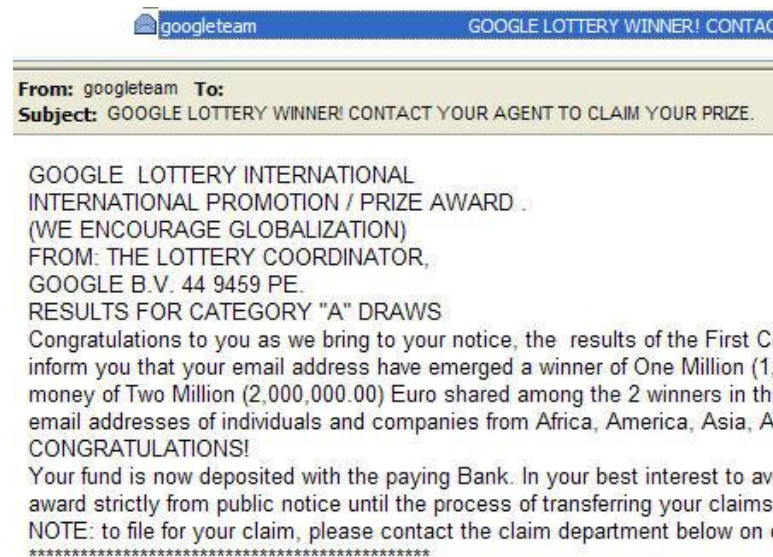 googleteam GOOGLE LOTTERY WINNER! CONTAC
From: googleteam To:
Subject: GOOGLE LOTTERY WINNER! CONTACT YOUR AGENT TO CLAIM YOUR PRIZE.
GOOGLE LOTTERY INTERNATIONAL
INTERNATIONAL PROMOTION / PRIZE AWARD .
(WE ENCOURAGE GLOBALIZATION)
FROM: THE LOTTERY COORDINATOR,
GOOGLE B.V. 44 9459 PE.
RESULTS FOR CATEGORY "A" DRAWS
Congratulations to you as we bring to your notice, the results of the First C
inform you that your email address have emerged a winner of One Million (1,
money of Two Million (2,000,000.00) Euro shared among the 2 winners in th
email addresses of individuals and companies from Africa, America, Asia, A
CONGRATULATIONS!
Your fund is now deposited with the paying Bank. In your best interest to av
award strictly from public notice until the process of transferring your claims
NOTE: to file for your claim, please contact the claim department below on
***********************************************